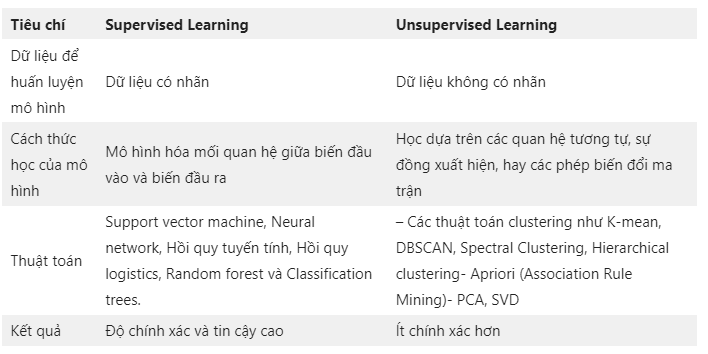 Tiêu chí Supervised Learning Unsupervised Learning
Dữ liệu để
huấn luyện
mô hình
Dữ liệu có nhãn
Dữ liệu không có nhãn
Cách thức
học của mô
hình
Mô hình hóa mối quan hệ giữa biến đầu
vào và biến đầu ra
Học dựa trên các quan hệ tương tự, sự
đồng xuất hiện, hay các phép biến đổi ma
trận
Thuật toán
Support vector machine, Neural
network, Hồi quy tuyến tính, Hồi quy
logistics, Random forest và Classification
trees.
– Các thuật toán clustering như K-mean,
DBSCAN, Spectral Clustering, Hierarchical
clustering- Apriori (Association Rule
Mining)- PCA, SVD
Kết quả
Độ chính xác và tin cậy cao
Ít chính xác hơn